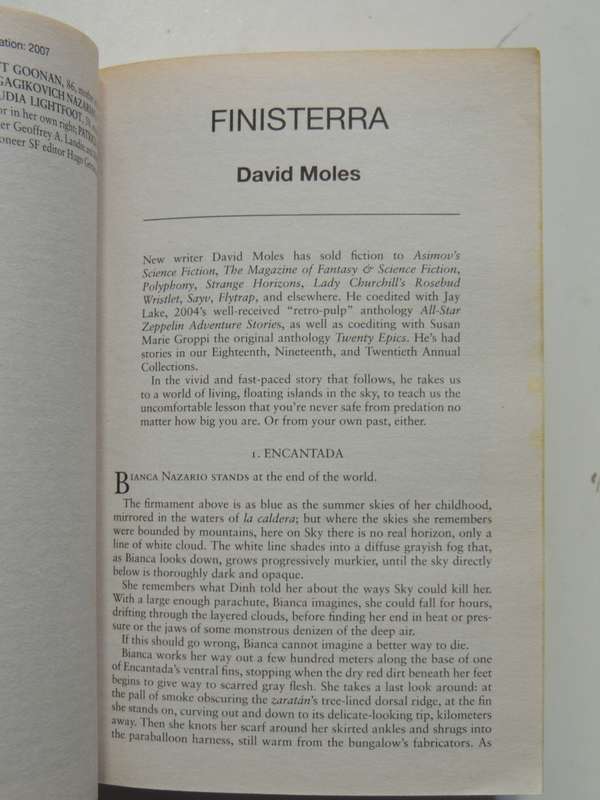 ation: 2007
TT GOONAN, 86,
GAGIKOVICH NAZARIA
UDIA LIGHTFOOT, 58
or in her own right; PATRI
er Geoffrey A. Landis; and
oneer SF editor Hugo
FINISTERRA
David Moles
New writer David Moles has sold fiction to Asimov's
Science Fiction, The Magazine of Fantasy & Science Fiction,
Polyphony, Strange Horizons, Lady Churchill's Rosebud
Wristlet, Say..., Flytrap, and elsewhere. He coedited with Jay
Lake, 2004's well-received "retro-pulp" anthology All-Star
Zeppelin Adventure Stories, as well as coediting with Susan
Marie Groppi the original anthology Twenty Epics. He's had
stories in our Eighteenth, Nineteenth, and Twentieth Annual
Collections.
In the vivid and fast-paced story that follows, he takes us
to a world of living, floating islands in the sky, to teach us the
uncomfortable lesson that you're never safe from predation no
matter how big you are. Or from your own past, either.
1. ENCANTADA
BIANCA NAZARIO STANDS at the end of the world.
The firmament above is as blue as the summer skies of her childhood,
mirrored in the waters of la caldera; but where the skies she remembers
were bounded by mountains, here on Sky there is no real horizon, only a
line of white cloud. The white line shades into a diffuse grayish fog that,
as Bianca looks down, grows progressively murkier, until the sky directly
below is thoroughly dark and opaque.
She remembers what Dinh told her about the ways Sky could kill her.
With a large enough parachute, Bianca imagines, she could fall for hours,
drifting through the layered clouds, before finding her end in heat or pres-
sure or the jaws of some monstrous denizen of the deep air.
If this should go wrong, Bianca cannot imagine a better way to die.
Bianca works her way out a few hundred meters along the base of one
of Encantada's ventral fins, stopping when the dry red dirt beneath her feet
begins to give way to scarred gray flesh. She takes a last look around: at
the pall of smoke obscuring the zaratán's tree-lined dorsal ridge, at the fin
she stands on, curving out and down to its delicate-looking tip, kilometers
away. Then she knots her scarf around her skirted ankles and shrugs into
the paraballoon harness, still warm from the bungalow's fabricators. As